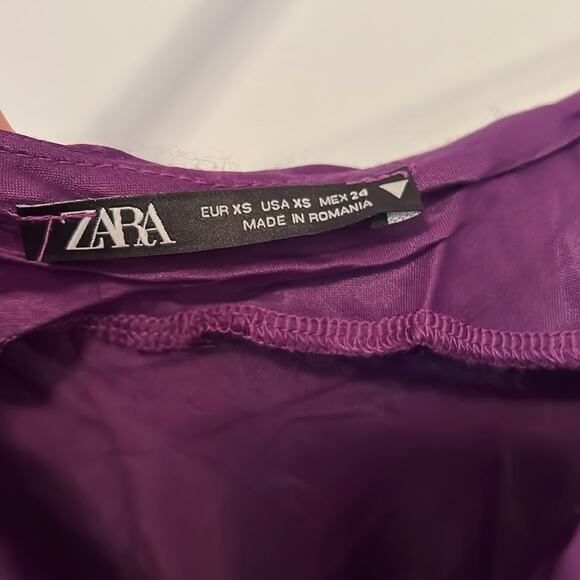 ZARA
EUR XS USA XS MEX 24
MADE IN ROMANIA